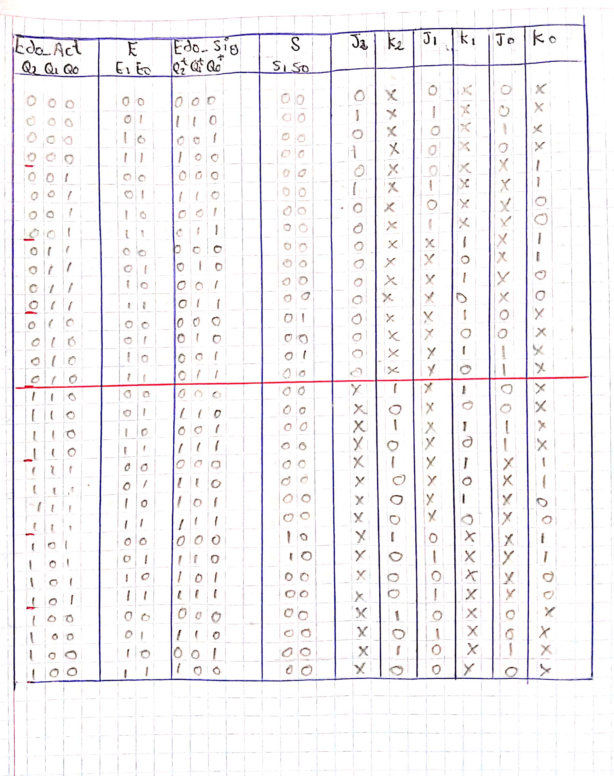 Edo_Act E Edo_Sig S J2 K2 J1 K1 J0 K0
Q2 Q1 Q0 E1 E0 Q2+ Q1+ Q0+ S1 S0
0 0 0 0 0 0 0 0 0 0 0 X 0 X 0 X
0 0 0 0 1 1 1 0 0 0 1 X 1 X 0 X
0 0 0 1 0 0 0 1 0 0 0 X 0 X 1 X
0 0 0 1 1 1 0 0 0 0 1 X 0 X 0 X
0 0 1 0 0 0 0 0 0 0 0 X 0 X X 1
0 0 1 0 1 1 1 0 0 0 1 X 1 X X 1
0 0 1 1 0 0 0 1 0 0 0 X 0 X X 0
0 0 1 1 1 0 1 1 0 0 0 X 1 X X 0
0 1 1 0 0 0 0 0 0 0 0 X X 1 X 1
0 1 1 0 1 0 1 0 0 0 0 X X 0 X 1
0 1 1 1 0 0 0 1 0 0 0 X X 1 X 0
0 1 1 1 1 0 1 1 0 0 0 X X 0 X 0
0 1 0 0 0 0 0 0 0 1 0 X X 1 0 X
0 1 0 0 1 0 1 0 0 0 0 X X 0 0 X
0 1 0 1 0 0 0 1 0 1 0 X X 1 1 X
0 1 0 1 1 0 1 1 0 0 0 X X 0 1 X
1 1 0 0 0 0 0 0 0 0 X 1 X 1 0 X
1 1 0 0 1 1 1 0 0 0 X 0 X 0 0 X
1 1 0 1 0 1 1 1 0 0 X 1 X 1 1 X
1 1 0 1 1 1 1 1 0 0 X 0 X 0 1 X
1 1 1 0 0 0 0 0 0 0 X 1 X 1 X 1
1 1 1 0 1 1 1 0 0 0 X 0 X 0 X 1
1 1 1 1 0 1 0 1 0 0 X 0 X 1 X 0
1 1 1 1 1 1 1 1 0 0 X 0 X 0 X 0
1 0 1 0 0 0 0 0 1 0 X 1 0 X X 1
1 0 1 0 1 1 1 0 1 0 X 0 1 X X 1
1 0 1 1 0 1 0 1 0 0 X 0 0 X X 0
1 0 1 1 1 1 1 1 0 0 X 0 1 X X 0
1 0 0 0 0 0 0 0 0 0 X 1 0 X 0 X
1 0 0 0 1 1 1 0 0 0 X 0 1 X 0 X
1 0 0 1 0 0 0 1 0 0 X 1 0 X 1 X
1 0 0 1 1 1 0 0 0 0 X 0 0 X 0 X